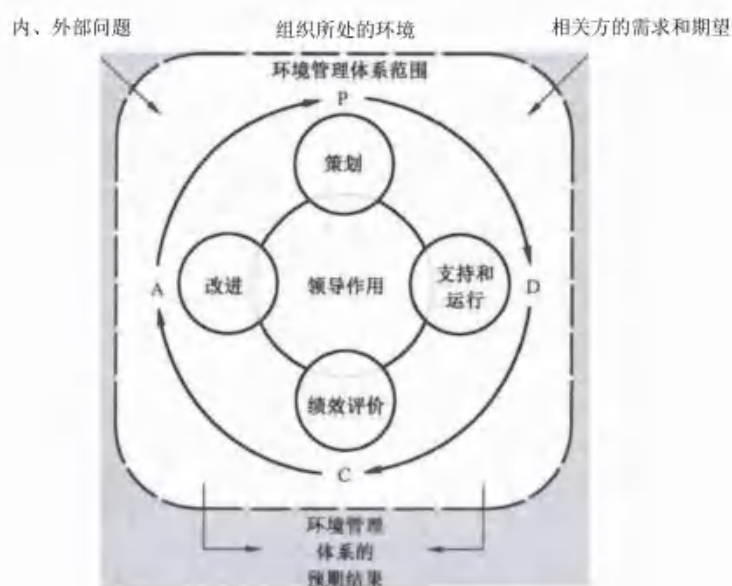 内、外部问题
组织所处的环境
相关方的需求和期望
环境管理体系范围
P
策划
A
改进
领导作用
支持和
运行
D
绩效评价
C
环境管理
体系的
预期结果